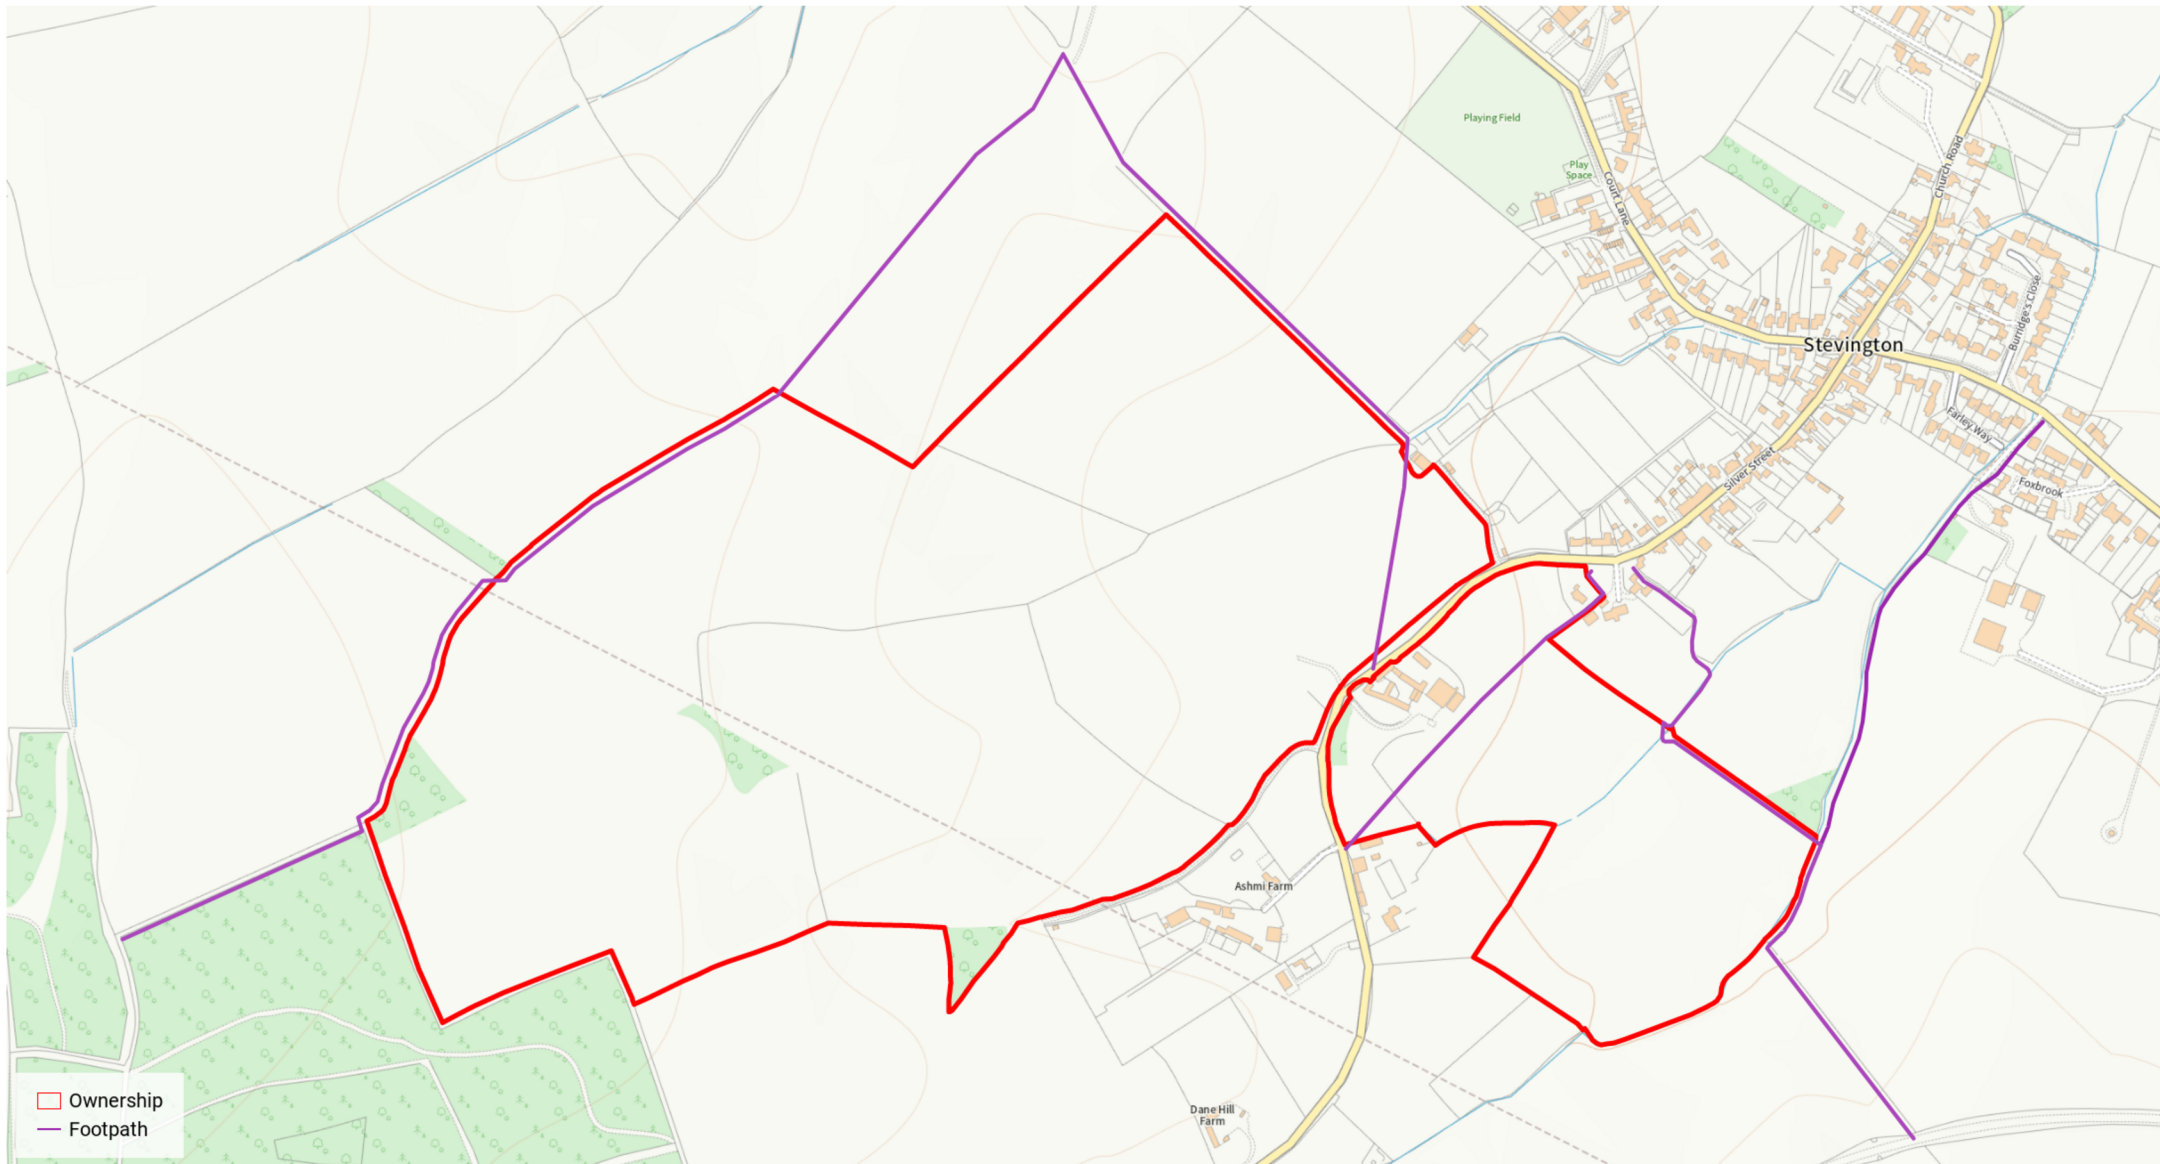 Playing Field
Play
Space
Court Lane
Church Road
Burridge's Close
Stevington
Farley Way
Silver Street
Foxbrook
Ashmi Farm
Dane Hill
Farm
Ownership
Footpath